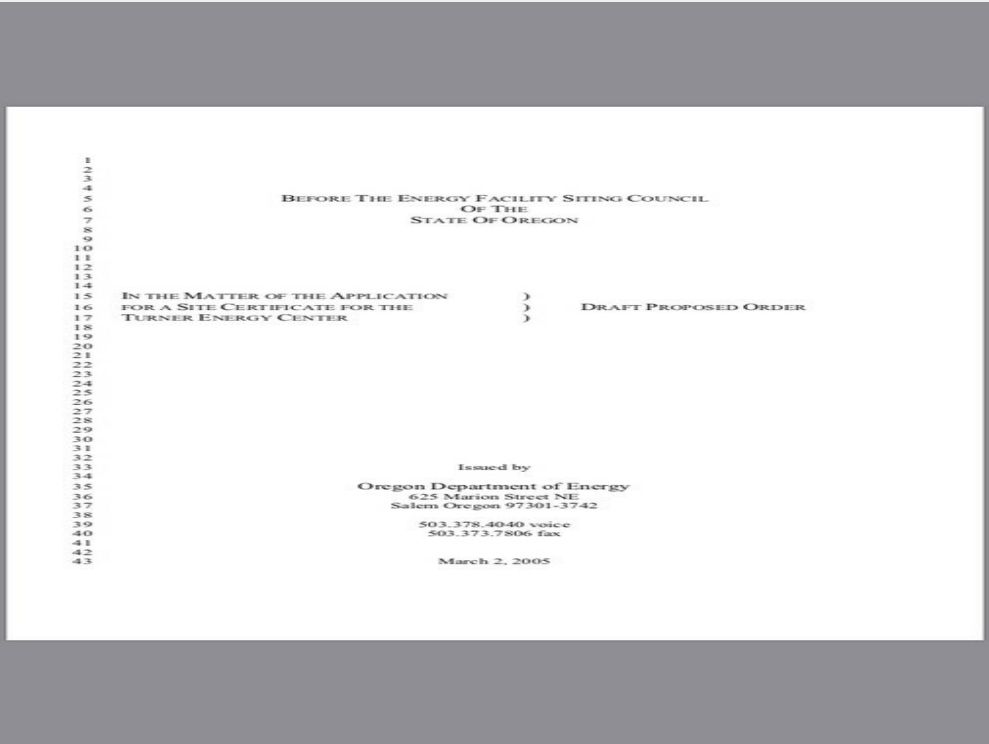 1
2
3
4
5 BEFORE THE ENERGY FACILITY SITING COUNCIL
6 OF THE
7 STATE OF OREGON
8
9
10
11
12
13
14
15 IN THE MATTER OF THE APPLICATION )
16 FOR A SITE CERTIFICATE FOR THE ) DRAFT PROPOSED ORDER
17 TURNER ENERGY CENTER )
18
19
20
21
22
23
24
25
26
27
28
29
30
31
32
33 Issued by
34
35 Oregon Department of Energy
36 625 Marion Street NE
37 Salem Oregon 97301-3742
38
39 503.378.4040 voice
40 503.373.7806 fax
41
42
43 March 2, 2005